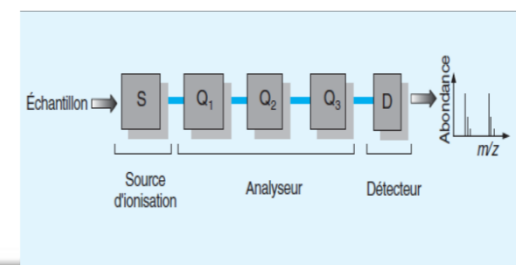 Échantillon
S
Q1
Q2
Q3
D
Abondance
m/z
Source
d'ionisation
Analyseur
Détecteur